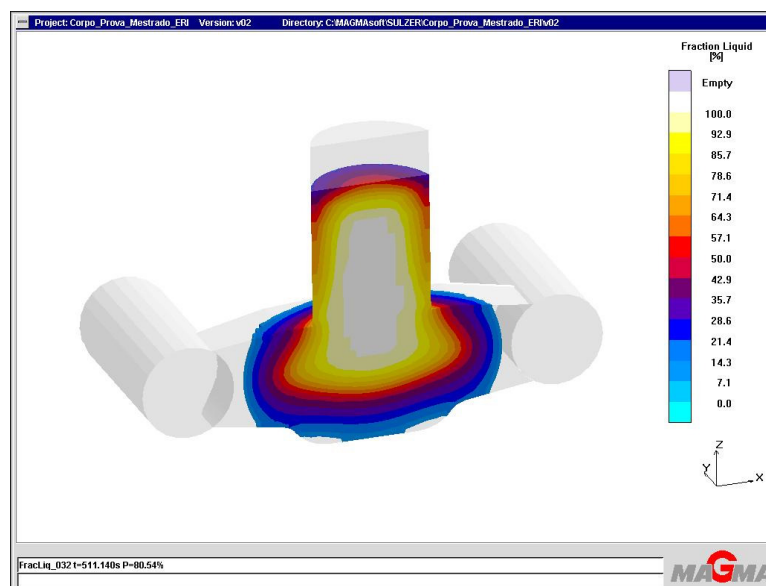 Project: Corpo_Prova_Mestrado_ERI Version: v02 Directory: C:\MAGMAsoft\SULZER\Corpo_Prova_Mestrado_ERI\v02
Fraction Liquid
[%]
Empty
100.0
92.9
85.7
78.6
71.4
64.3
57.1
50.0
42.9
35.7
28.6
21.4
14.3
7.1
0.0
Z
Y
X
FracLiq_032 t=511.140s P=80.54%
MAGMA